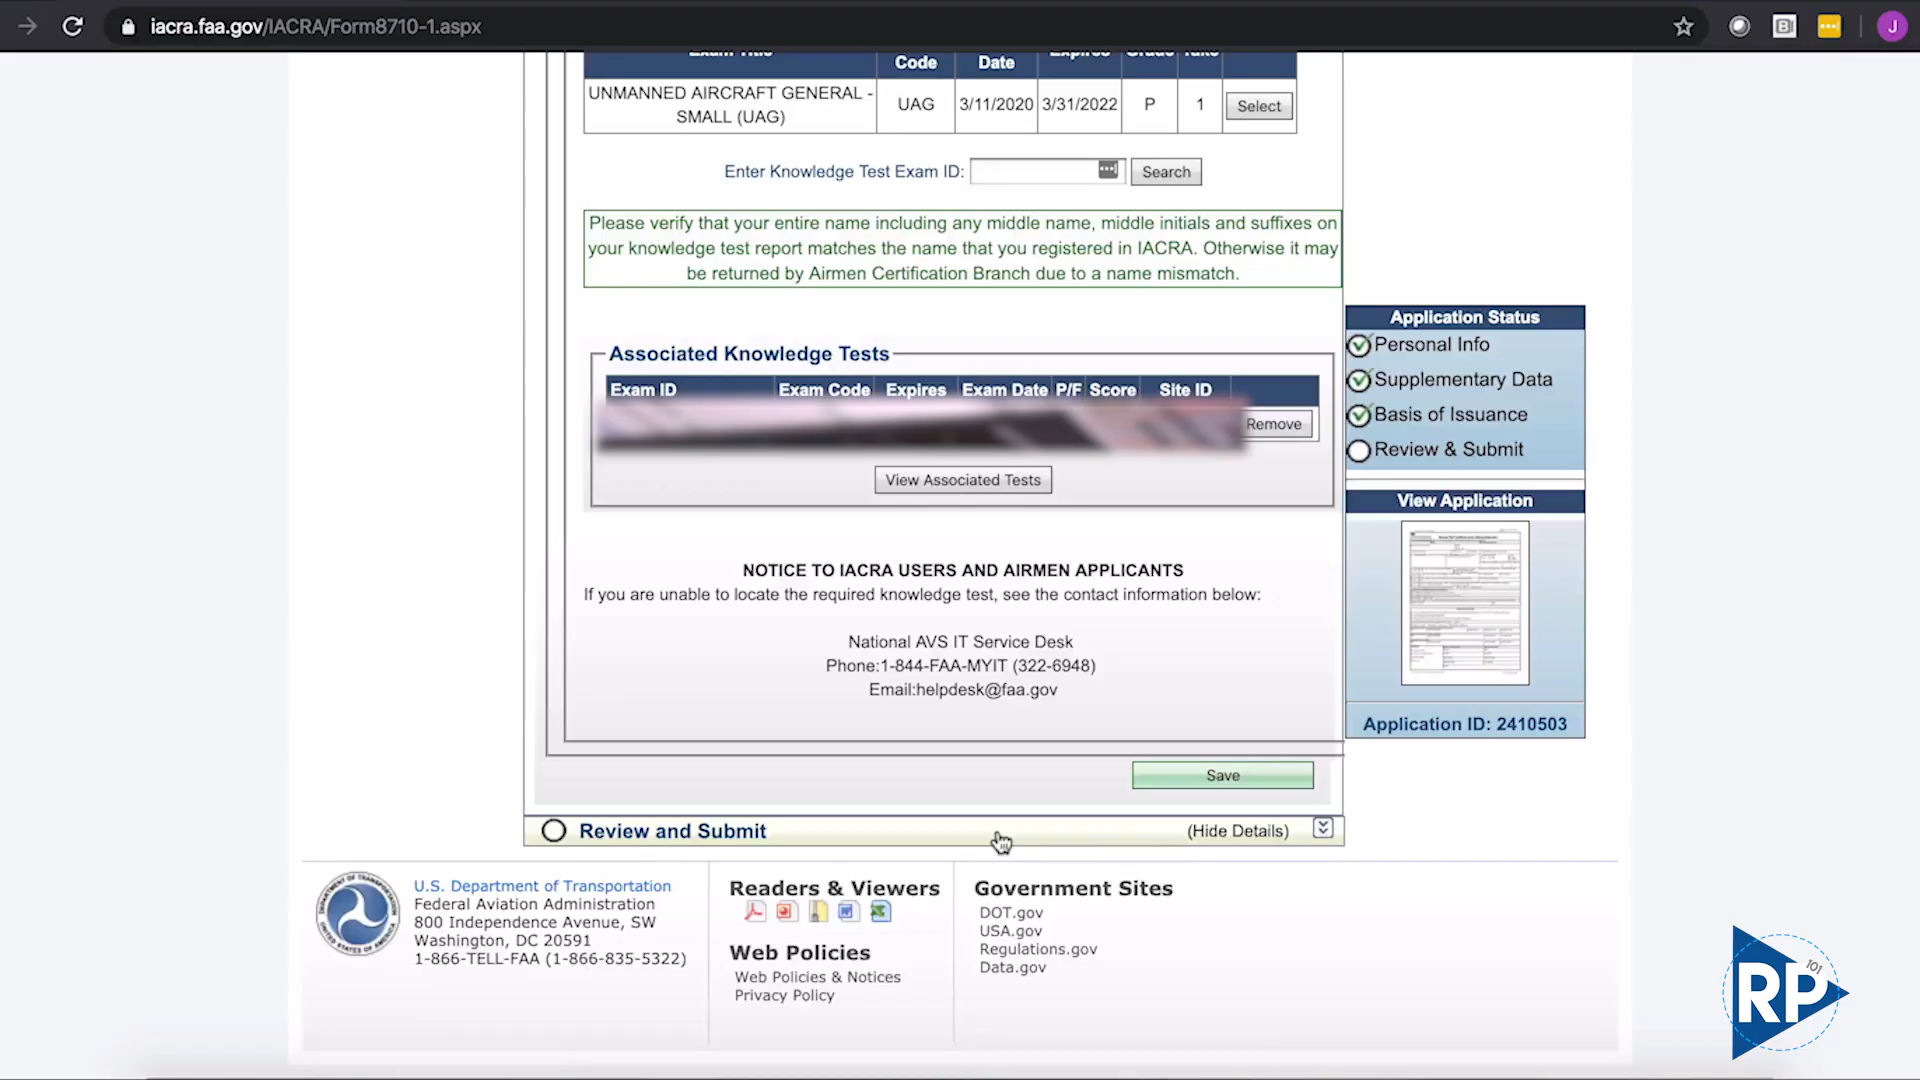 iacra.faa.gov/IACRA/Form8710-1.aspx
J
Exam Title Code Date Expires Grade Take
UNMANNED AIRCRAFT GENERAL - SMALL (UAG) UAG 3/11/2020 3/31/2022 P 1 Select
Enter Knowledge Test Exam ID: Search
Please verify that your entire name including any middle name, middle initials and suffixes on
your knowledge test report matches the name that you registered in IACRA. Otherwise it may
be returned by Airmen Certification Branch due to a name mismatch.
Associated Knowledge Tests
Exam ID Exam Code Expires Exam Date P/F Score Site ID
Remove
View Associated Tests
NOTICE TO IACRA USERS AND AIRMEN APPLICANTS
If you are unable to locate the required knowledge test, see the contact information below:
National AVS IT Service Desk
Phone:1-844-FAA-MYIT (322-6948)
Email:helpdesk@faa.gov
Save
Review and Submit (Hide Details)
Application Status
Personal Info
Supplementary Data
Basis of Issuance
Review & Submit
View Application
Application ID: 2410503
U.S. Department of Transportation
Federal Aviation Administration
800 Independence Avenue, SW
Washington, DC 20591
1-866-TELL-FAA (1-866-835-5322)
Readers & Viewers
Web Policies
Web Policies & Notices
Privacy Policy
Government Sites
DOT.gov
USA.gov
Regulations.gov
Data.gov
RP 101